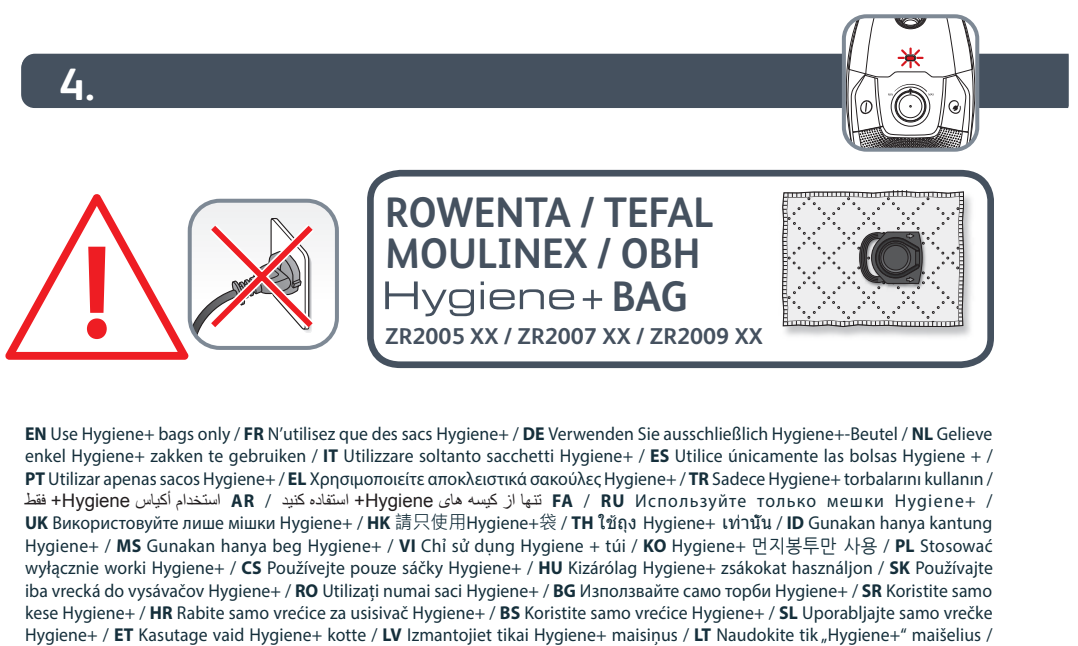 4.
ROWENTA / TEFAL
MOULINEX / OBH
Hygiene+ BAG
ZR2005 XX / ZR2007 XX / ZR2009 XX
EN Use Hygiene+ bags only / FR N’utilisez que des sacs Hygiene+ / DE Verwenden Sie ausschließlich Hygiene+-Beutel / NL Gelieve
enkel Hygiene+ zakken te gebruiken / IT Utilizzare soltanto sacchetti Hygiene+ / ES Utilice únicamente las bolsas Hygiene + /
PT Utilizar apenas sacos Hygiene+ / EL Χρησιμοποιείτε αποκλειστικά σακούλες Hygiene+ / TR Sadece Hygiene+ torbalarını kullanın /
استخدام أكياس Hygiene+ فقط AR / تنها از کیسه های Hygiene+ استفاده کنید FA / RU Используйте только мешки Hygiene+ /
UK Використовуйте лише мішки Hygiene+ / HK 請只使用Hygiene+袋 / TH ใช้ถุง Hygiene+ เท่านั้น / ID Gunakan hanya kantung
Hygiene+ / MS Gunakan hanya beg Hygiene+ / VI Chỉ sử dụng Hygiene + túi / KO Hygiene+ 먼지봉투만 사용 / PL Stosować
wyłącznie worki Hygiene+ / CS Používejte pouze sáčky Hygiene+ / HU Kizárólag Hygiene+ zsákokat használjon / SK Používajte
iba vrecká do vysávačov Hygiene+ / RO Utilizați numai saci Hygiene+ / BG Използвайте само торби Hygiene+ / SR Koristite samo
kese Hygiene+ / HR Rabite samo vrećice za usisivač Hygiene+ / BS Koristite samo vrećice Hygiene+ / SL Uporabljajte samo vrečke
Hygiene+ / ET Kasutage vaid Hygiene+ kotte / LV Izmantojiet tikai Hygiene+ maisiņus / LT Naudokite tik „Hygiene+“ maišelius /